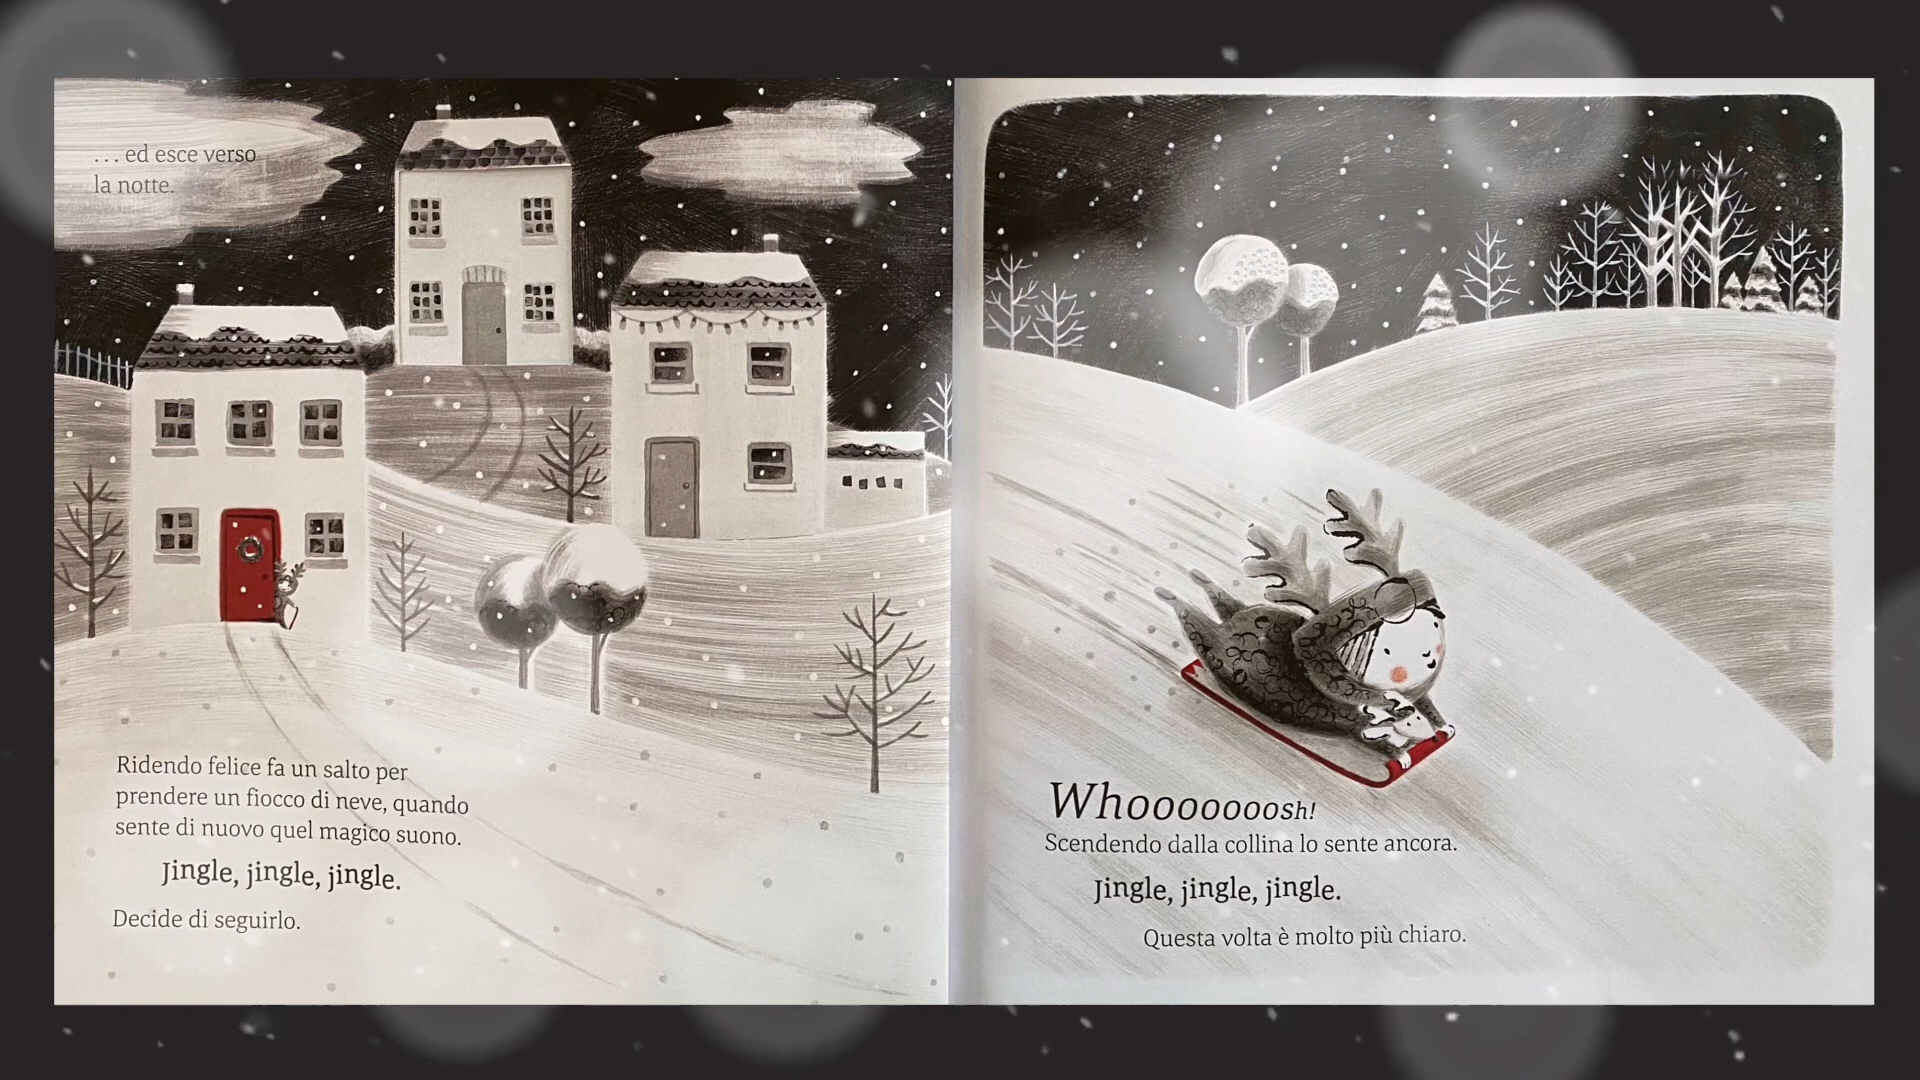 ... ed esce verso
la notte.
Ridendo felice fa un salto per
prendere un fiocco di neve, quando
sente di nuovo quel magico suono.
Jingle, jingle, jingle.
Decide di seguirlo.
Whooooooosh!
Scendendo dalla collina lo sente ancora.
Jingle, jingle, jingle.
Questa volta è molto più chiaro.